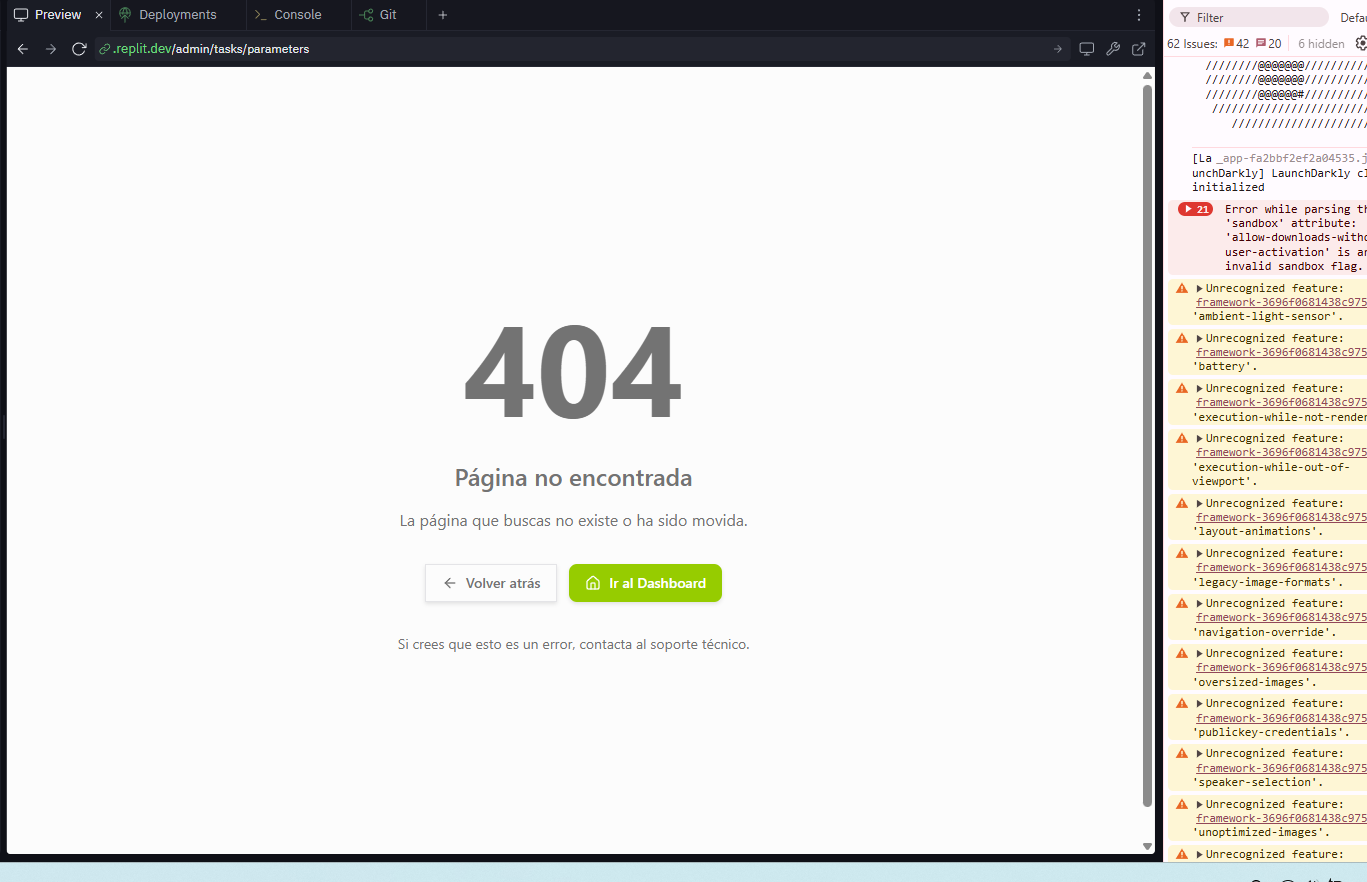 Preview
Deployments
Console
Git
.replit.dev/admin/tasks/parameters
404
Página no encontrada
La página que buscas no existe o ha sido movida.
Volver atrás
Ir al Dashboard
Si crees que esto es un error, contacta al soporte técnico.
Filter
62 Issues: 42 20 6 hidden
////////@@@@@@@//////////
////////@@@@@@@//////////
////////@@@@@@#//////////
////////////////////////
/////////////////////
[La _app-fa2bbf2ef2a04535.j
unchDarkly] LaunchDarkly cl
initialized
21 Error while parsing th
'sandbox' attribute:
'allow-downloads-witho
user-activation' is an
invalid sandbox flag.
Unrecognized feature:
framework-3696f0681438c975
'ambient-light-sensor'.
Unrecognized feature:
framework-3696f0681438c975
'battery'.
Unrecognized feature:
framework-3696f0681438c975
'execution-while-not-render
Unrecognized feature:
framework-3696f0681438c975
'execution-while-out-of-
viewport'.
Unrecognized feature:
framework-3696f0681438c975
'layout-animations'.
Unrecognized feature:
framework-3696f0681438c975
'legacy-image-formats'.
Unrecognized feature:
framework-3696f0681438c975
'navigation-override'.
Unrecognized feature:
framework-3696f0681438c975
'oversized-images'.
Unrecognized feature:
framework-3696f0681438c975
'publickey-credentials'.
Unrecognized feature:
framework-3696f0681438c975
'speaker-selection'.
Unrecognized feature:
framework-3696f0681438c975
'unoptimized-images'.
Unrecognized feature: